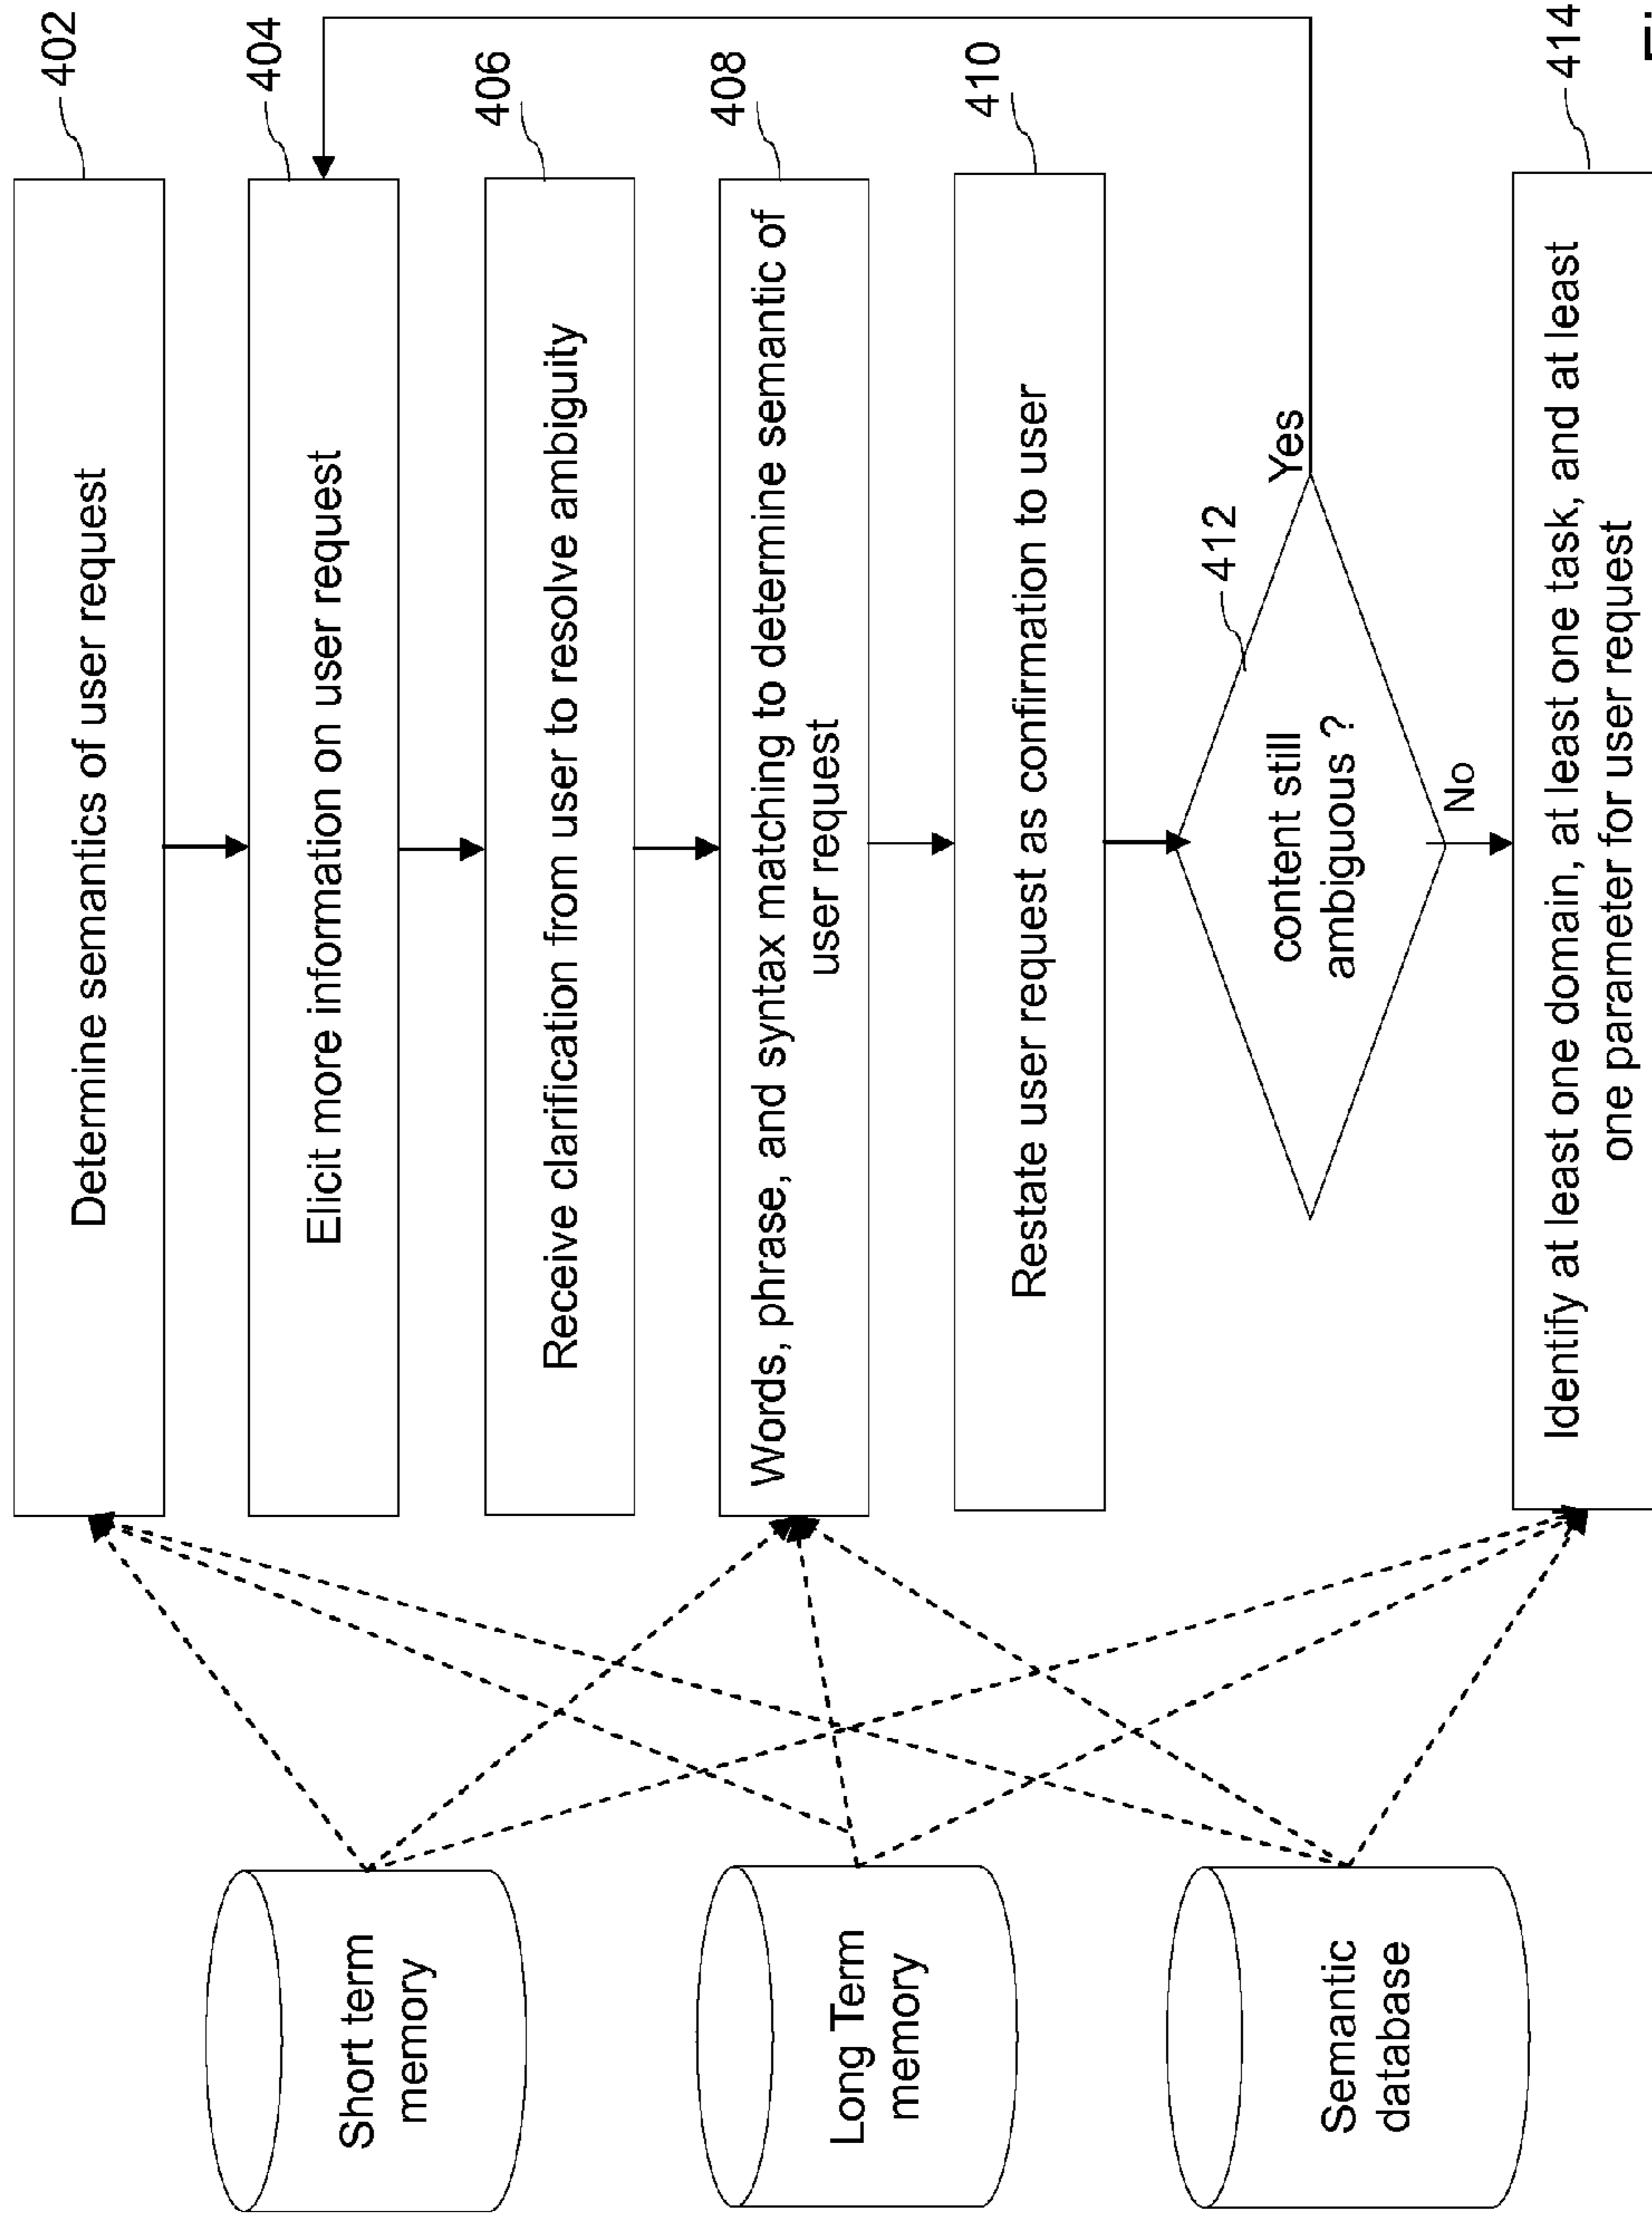 402
Determine semantics of user request
404
Elicit more information on user request
406
Receive clarification from user to resolve ambiguity
408
Words, phrase, and syntax matching to determine semantic of
user request
410
Restate user request as confirmation to user
412
content still
ambiguous ?
Yes
No
414
Identify at least one domain, at least one task, and at least
one parameter for user request
Short term
memory
Long Term
memory
Semantic
database